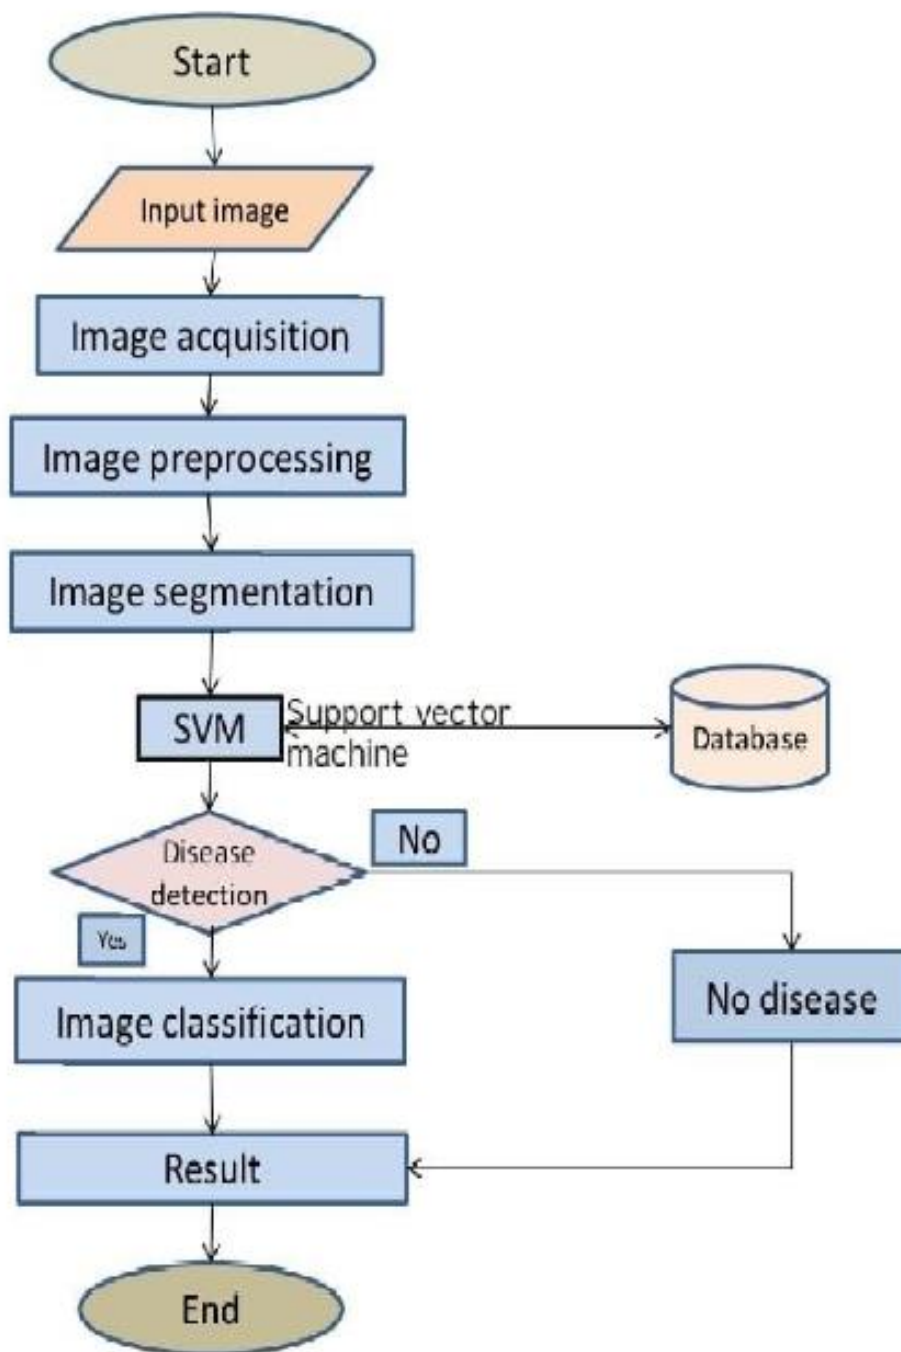 Start
Input image
Image acquisition
Image preprocessing
Image segmentation
SVM
Support vector
machine
Database
Disease
detection
No
Yes
Image classification
No disease
Result
End